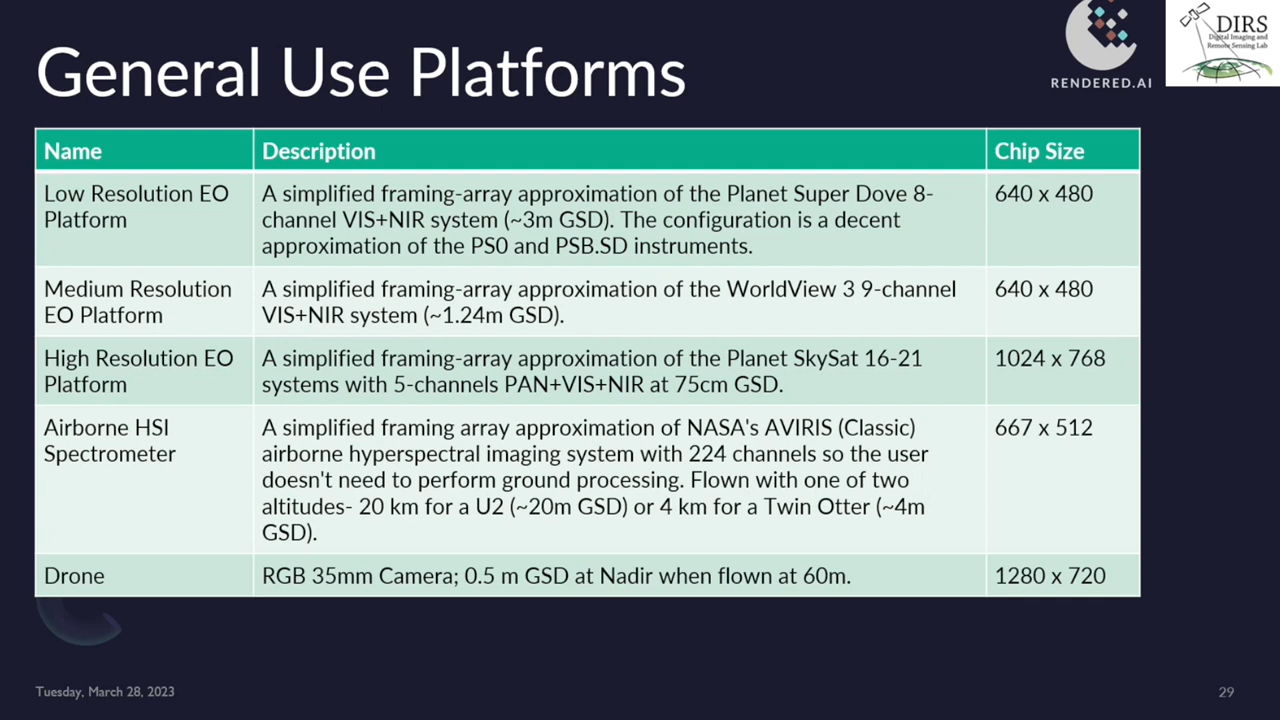 General Use Platforms
RENDERED.AI
DIRS
Digital Imaging and
Remote Sensing Lab
Name Description Chip Size
Low Resolution EO
Platform
A simplified framing-array approximation of the Planet Super Dove 8-
channel VIS+NIR system (~3m GSD). The configuration is a decent
approximation of the PS0 and PSB.SD instruments.
640 x 480
Medium Resolution
EO Platform
A simplified framing-array approximation of the WorldView 3 9-channel
VIS+NIR system (~1.24m GSD).
640 x 480
High Resolution EO
Platform
A simplified framing-array approximation of the Planet SkySat 16-21
systems with 5-channels PAN+VIS+NIR at 75cm GSD.
1024 x 768
Airborne HSI
Spectrometer
A simplified framing array approximation of NASA's AVIRIS (Classic)
airborne hyperspectral imaging system with 224 channels so the user
doesn't need to perform ground processing. Flown with one of two
altitudes- 20 km for a U2 (~20m GSD) or 4 km for a Twin Otter (~4m
GSD).
667 x 512
Drone
RGB 35mm Camera; 0.5 m GSD at Nadir when flown at 60m.
1280 x 720
Tuesday, March 28, 2023
29